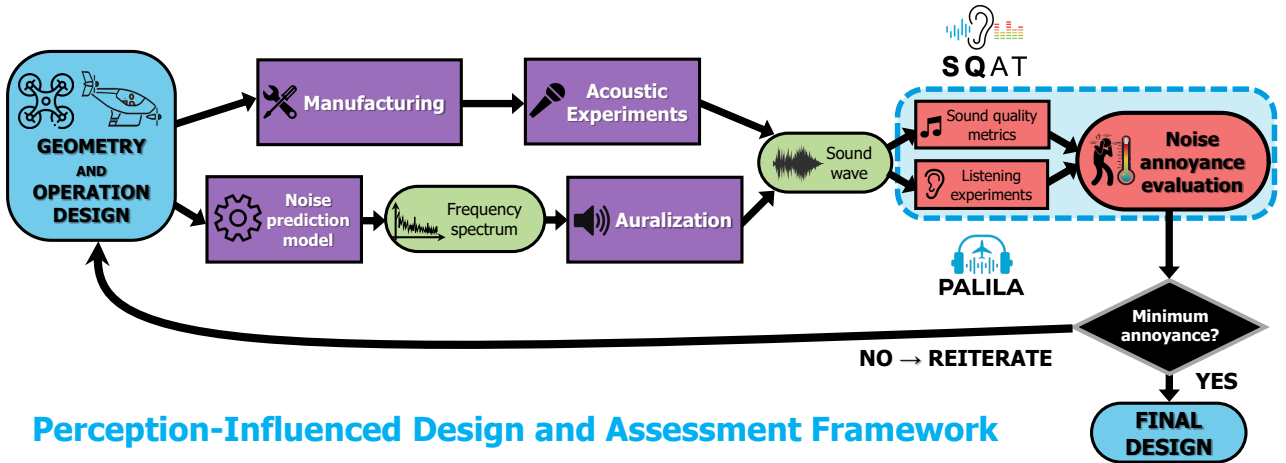 SQAT
GEOMETRY
AND
OPERATION
DESIGN
Manufacturing
Acoustic
Experiments
Noise
prediction
model
Frequency
spectrum
Auralization
Sound
wave
Sound quality
metrics
Listening
experiments
Noise
annoyance
evaluation
PALILA
Minimum
annoyance?
NO → REITERATE
YES
FINAL
DESIGN
Perception-Influenced Design and Assessment Framework